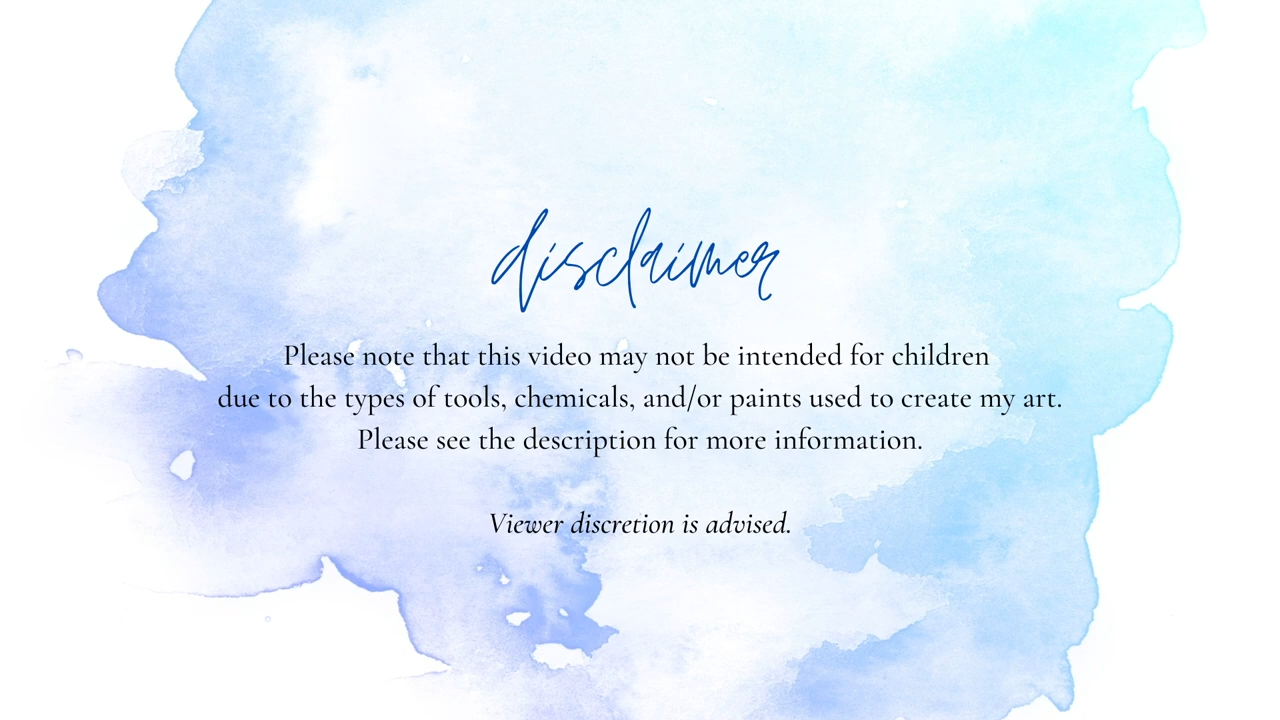 disclaimer
Please note that this video may not be intended for children
due to the types of tools, chemicals, and/or paints used to create my art.
Please see the description for more information.
Viewer discretion is advised.